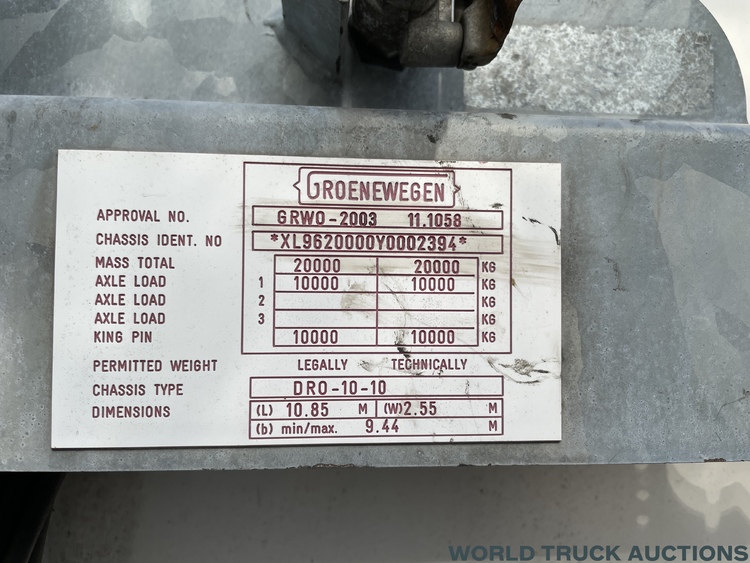 GROENEWEGEN
APPROVAL NO. GRWO-2003 11.1058
CHASSIS IDENT. NO *XL9620000Y0002394*
MASS TOTAL 20000 20000 KG
AXLE LOAD 1 10000 10000 KG
AXLE LOAD 2 KG
AXLE LOAD 3 KG
KING PIN 10000 10000 KG
PERMITTED WEIGHT LEGALLY TECHNICALLY
CHASSIS TYPE DRO-10-10
DIMENSIONS (L) 10.85 M (W) 2.55 M
(b) min/max. 9.44 M
WORLD TRUCK AUCTIONS